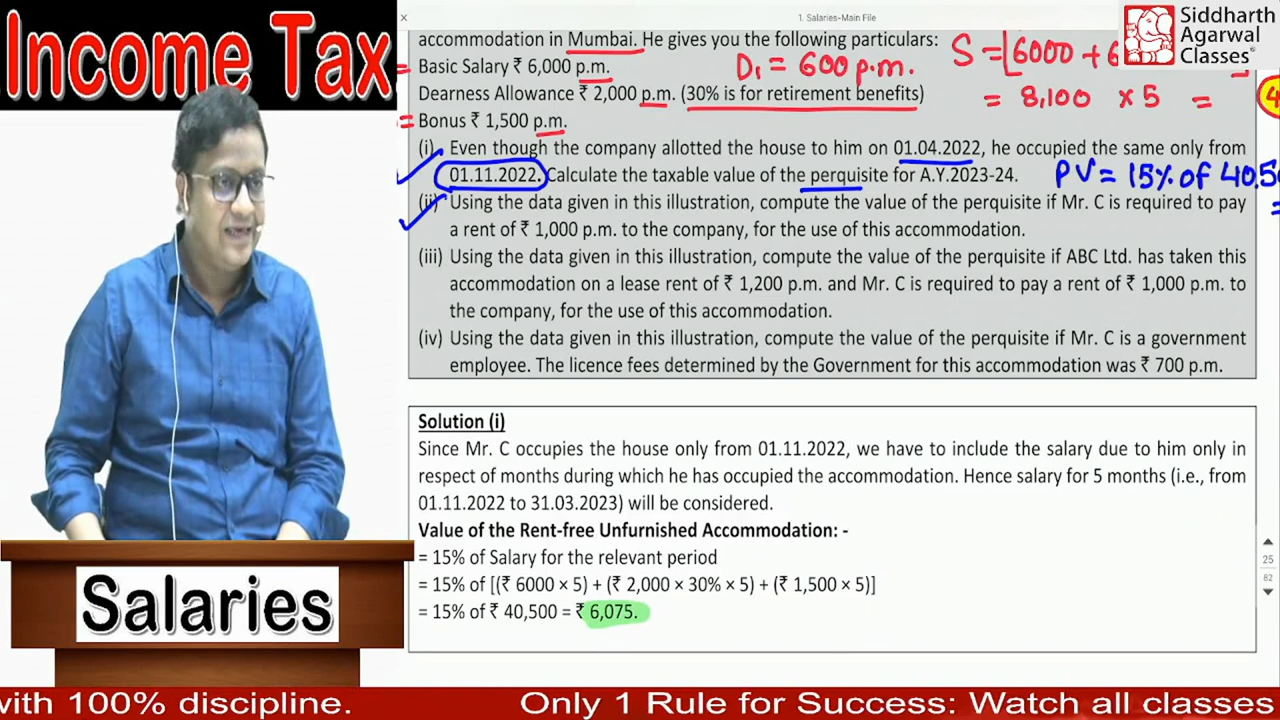 Income Tax
1. Salaries-Main File
Siddharth
Agarwal
Classes
accommodation in Mumbai. He gives you the following particulars:
S = [6000 + 6
Basic Salary ₹ 6,000 p.m.
D₁ = 600 p.m.
Dearness Allowance ₹ 2,000 p.m. (30% is for retirement benefits)
= 8,100 × 5 =
Bonus ₹ 1,500 p.m.
(i) Even though the company allotted the house to him on 01.04.2022, he occupied the same only from
01.11.2022. Calculate the taxable value of the perquisite for A.Y.2023-24.
PV = 15% of 40,50
(ii) Using the data given in this illustration, compute the value of the perquisite if Mr. C is required to pay
a rent of ₹ 1,000 p.m. to the company, for the use of this accommodation.
(iii) Using the data given in this illustration, compute the value of the perquisite if ABC Ltd. has taken this
accommodation on a lease rent of ₹ 1,200 p.m. and Mr. C is required to pay a rent of ₹ 1,000 p.m. to
the company, for the use of this accommodation.
(iv) Using the data given in this illustration, compute the value of the perquisite if Mr. C is a government
employee. The licence fees determined by the Government for this accommodation was ₹ 700 p.m.
Solution (i)
Since Mr. C occupies the house only from 01.11.2022, we have to include the salary due to him only in
respect of months during which he has occupied the accommodation. Hence salary for 5 months (i.e., from
01.11.2022 to 31.03.2023) will be considered.
Value of the Rent-free Unfurnished Accommodation: -
= 15% of Salary for the relevant period
= 15% of [(₹ 6000 × 5) + (₹ 2,000 × 30% × 5) + (₹ 1,500 × 5)]
= 15% of ₹ 40,500 = ₹ 6,075.
25
62
Salaries
with 100% discipline.
Only 1 Rule for Success: Watch all classes